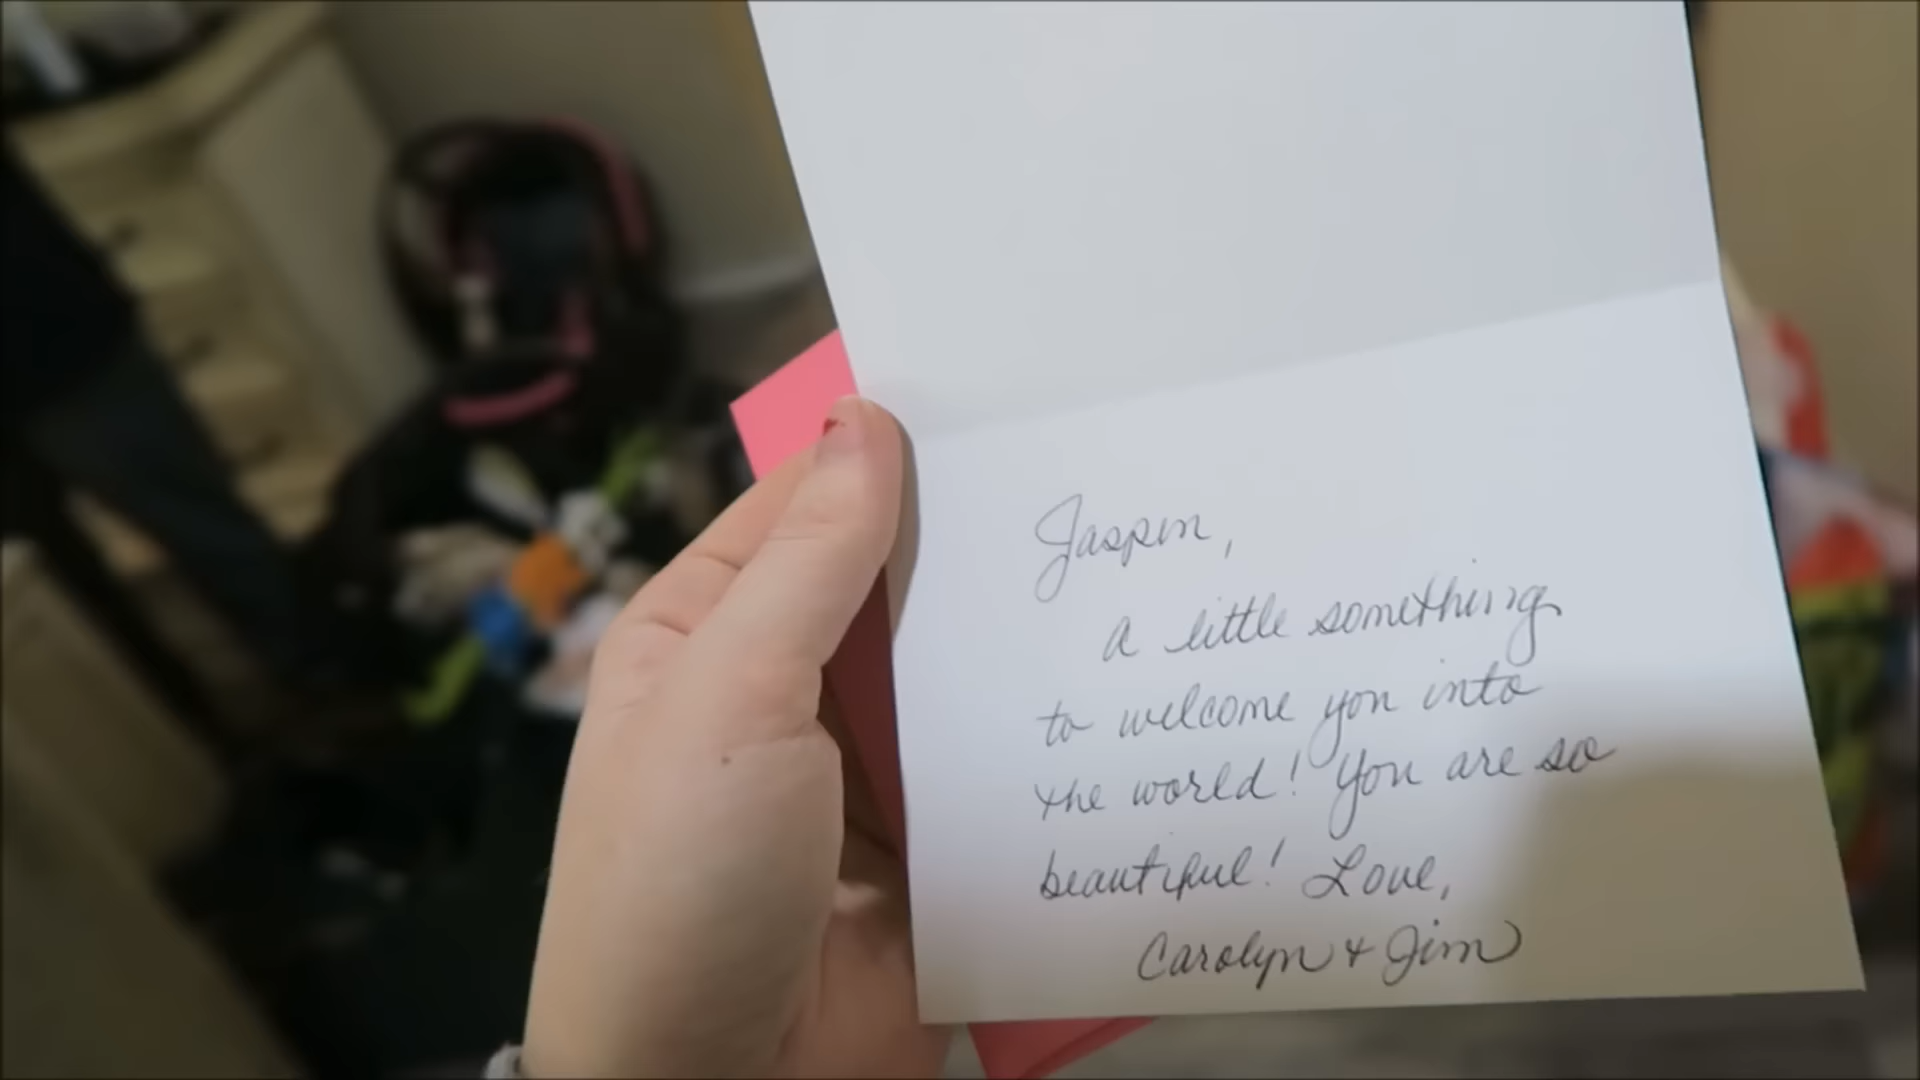 Jaspin,
a little something
to welcome you into
the world! You are so
beautiful! Love,
Carolyn & Jim